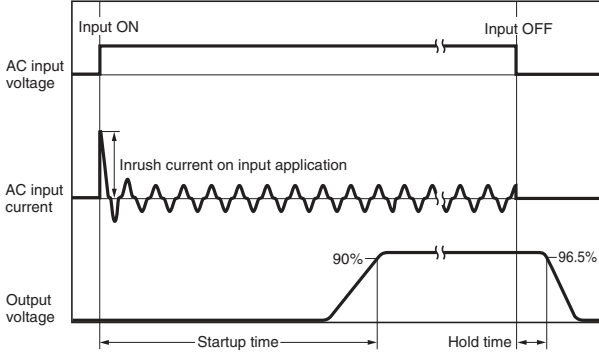 Input ON
Input OFF
AC input
voltage
Inrush current on input application
AC input
current
90%
96.5%
Output
voltage
Startup time
Hold time